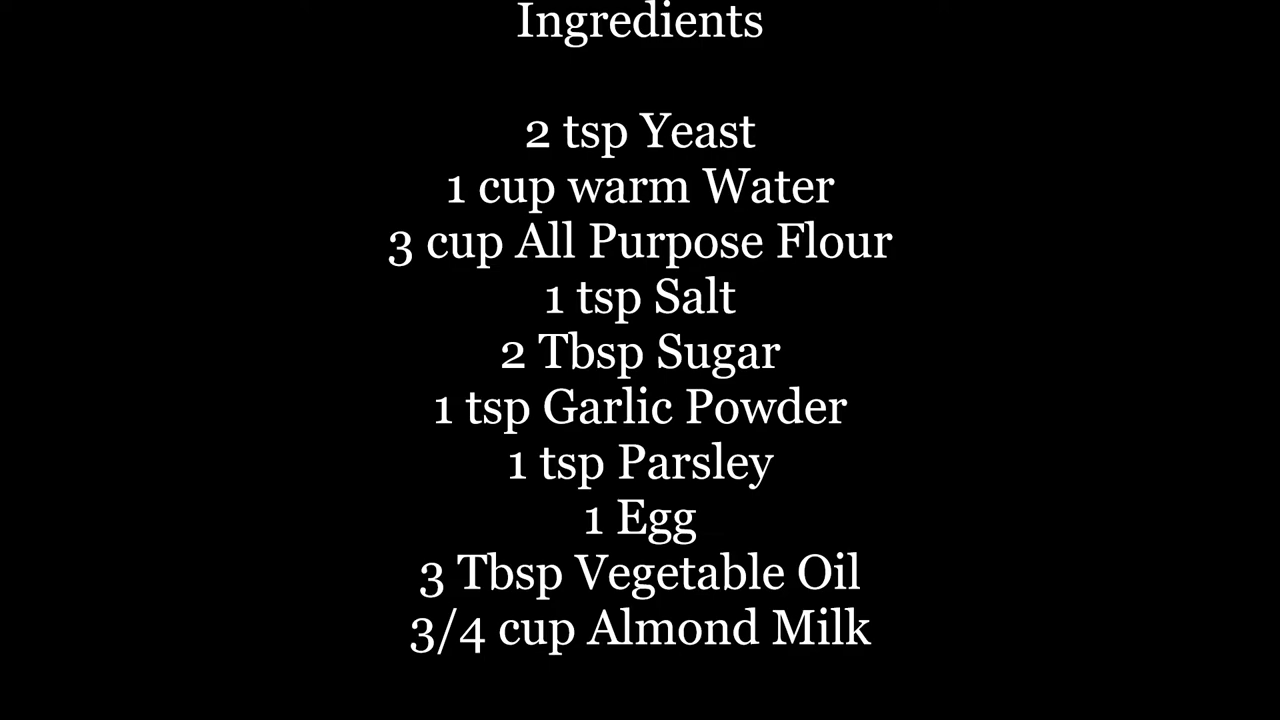 Ingredients
2 tsp Yeast
1 cup warm Water
3 cup All Purpose Flour
1 tsp Salt
2 Tbsp Sugar
1 tsp Garlic Powder
1 tsp Parsley
1 Egg
3 Tbsp Vegetable Oil
3/4 cup Almond Milk